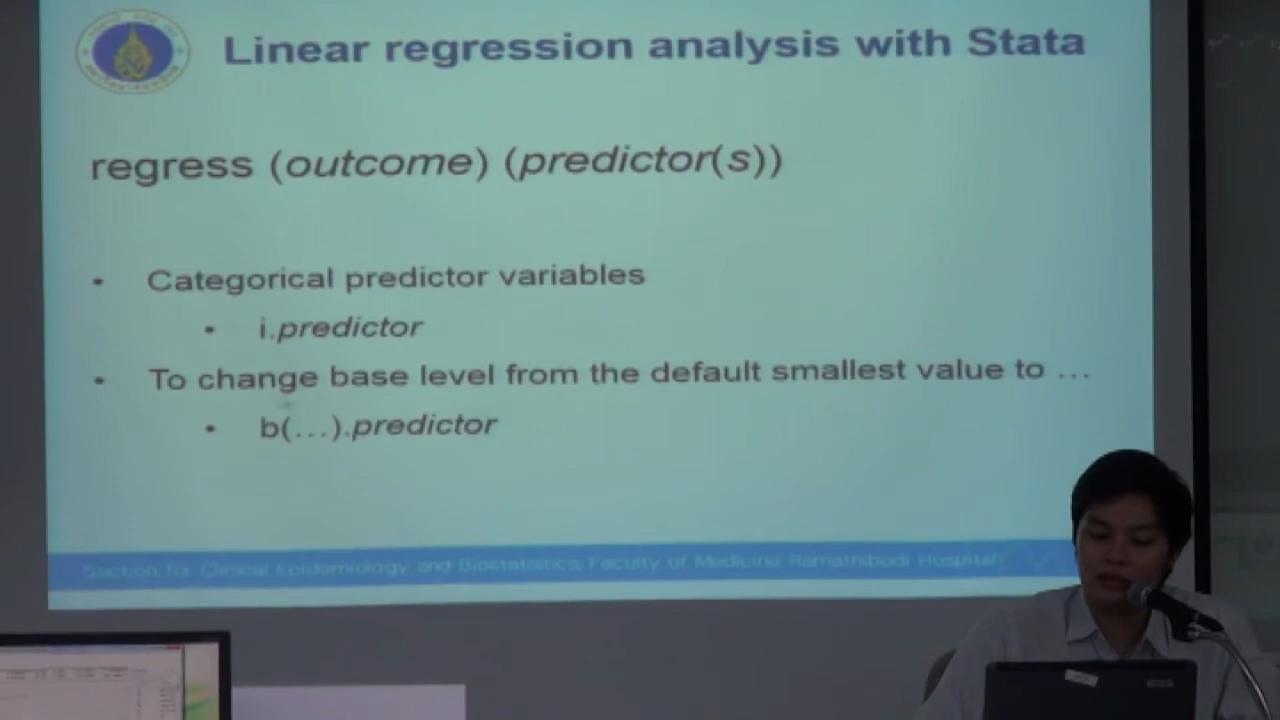 Linear regression analysis with Stata
regress (outcome) (predictor(s))
• Categorical predictor variables
• i.predictor
• To change base level from the default smallest value to …
• b(…).predictor
Section for Clinical Epidemiology and Biostatistics, Faculty of Medicine Ramathibodi Hospital